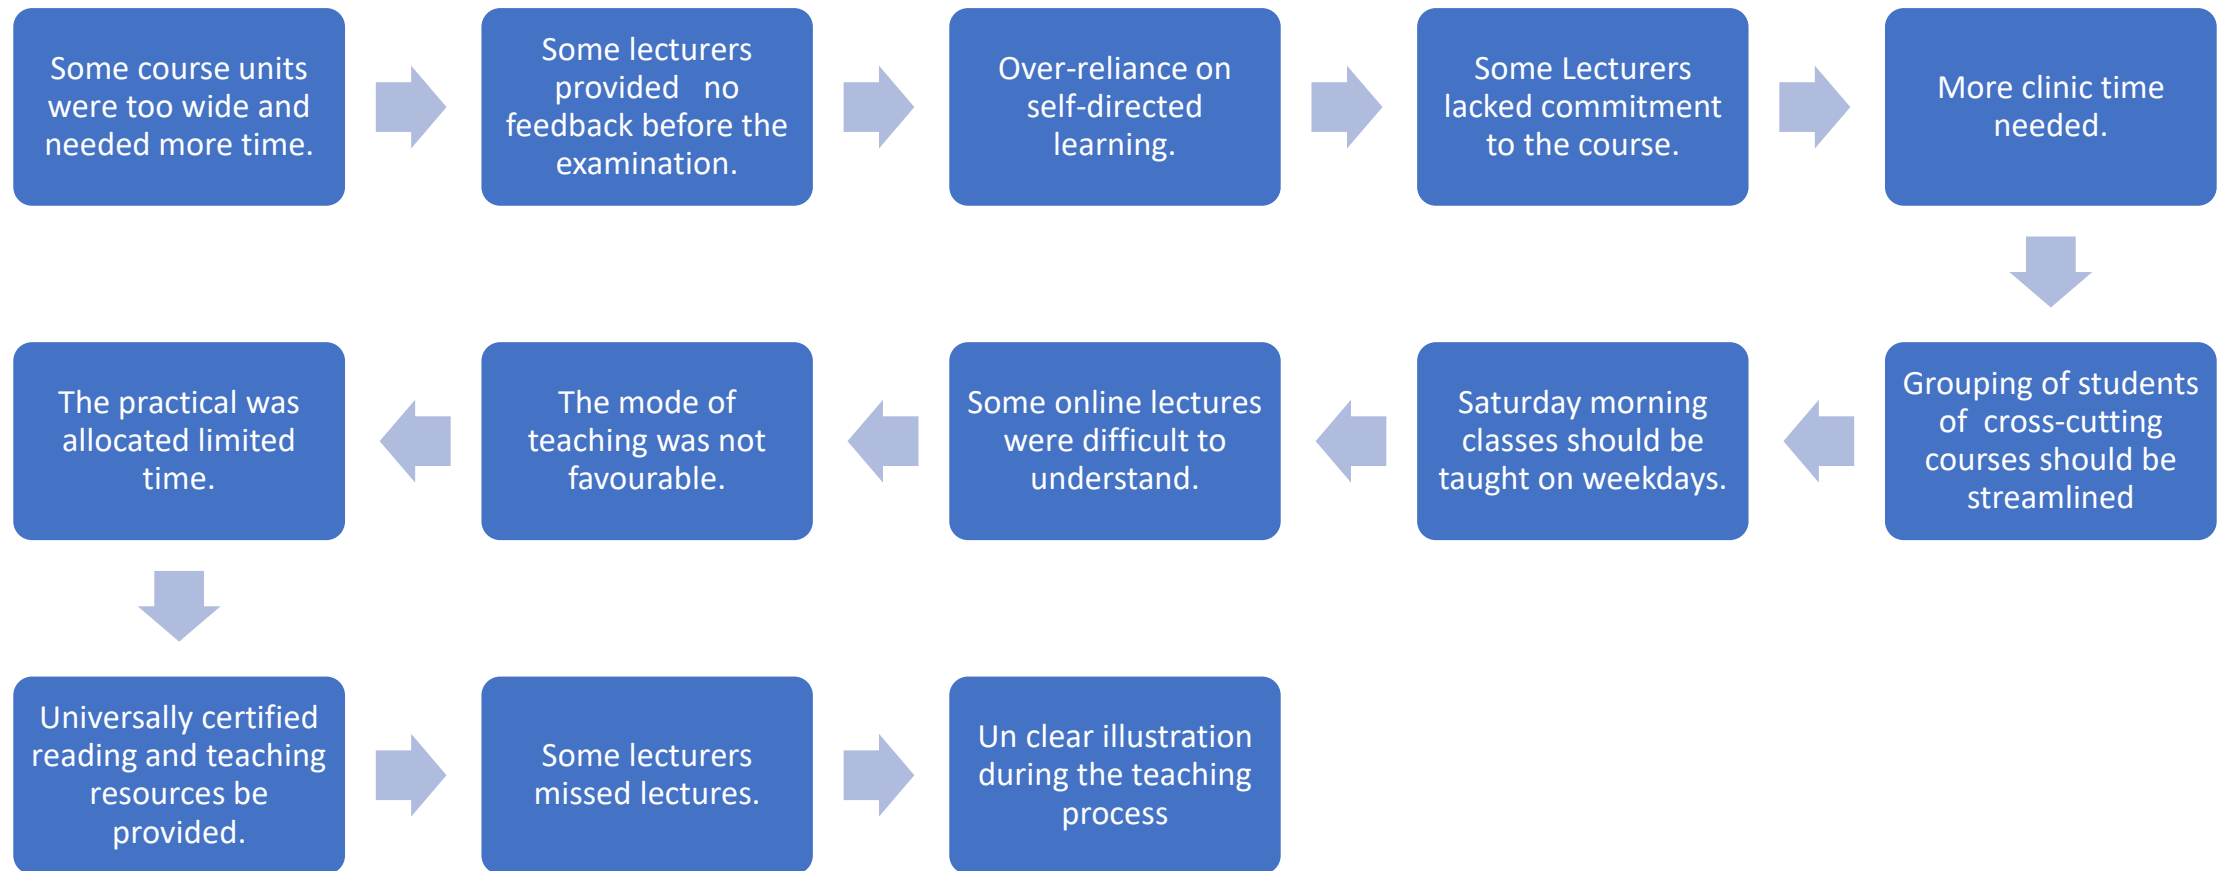 Some course units
were too wide and
needed more time.
Some lecturers
provided   no
feedback before the
examination.
Over-reliance on
self-directed
learning.
Some Lecturers
lacked commitment
to the course.
More clinic time
needed.
Grouping of students
of  cross-cutting
courses should be
streamlined
Saturday morning
classes should be
taught on weekdays.
Some online lectures
were difficult to
understand.
The mode of
teaching was not
favourable.
The practical was
allocated limited
time.
Universally certified
reading and teaching
resources be
provided.
Some lecturers
missed lectures.
Un clear illustration
during the teaching
process